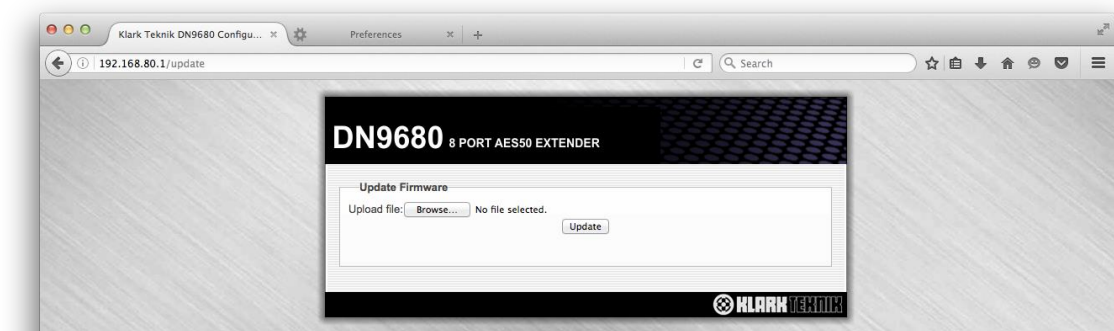 Klark Teknik DN9680 Configu...
Preferences
192.168.80.1/update
Search
DN9680 8 PORT AES50 EXTENDER
Update Firmware
Upload file: Browse... No file selected.
Update
KLARK TEKNIK